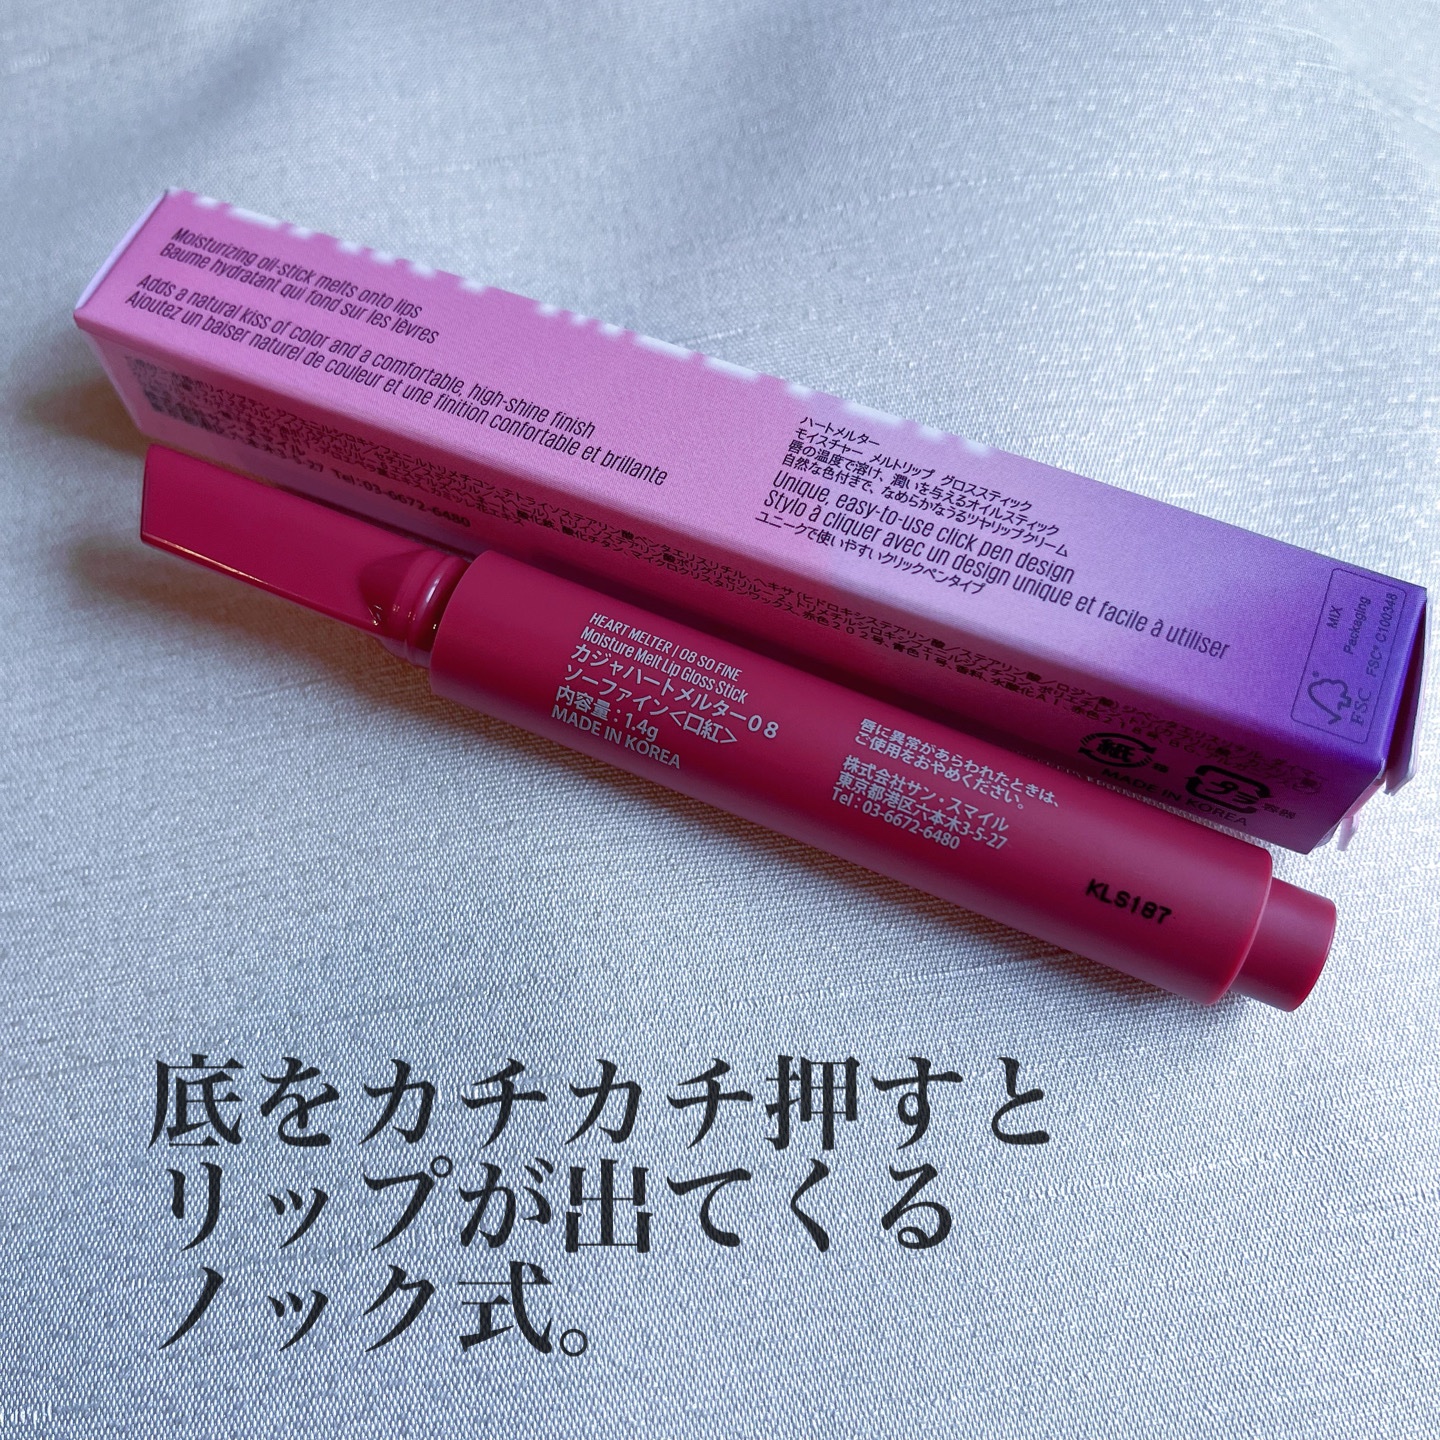 Moisturizing oil-stick melts onto lips
Baume hydratant qui fond sur les lèvres
Adds a natural kiss of color and a comfortable, high-shine finish
Ajoutez un baiser naturel de couleur et une finition confortable et brillante
ハートメルター
モイスチャー メルトリップ グロススティック
唇の温度で溶け、潤いを与えるオイルスティック
自然な色付きで、なめらかなうるツヤリップクリーム
Unique, easy-to-use click pen design
Stylo à cliquer avec un design unique et facile à utiliser
ユニークで使いやすいクリックペンタイプ
MIX
Packaging
FSC® C100348
FSC
3-5-27 Tel:03-6672-6480
紙
MADE IN KOREA
HEART MELTER | 08 SO FINE
Moisture Melt Lip Gloss Stick
カジャハートメルター08
ソーファイン<口紅>
内容量:1.4g
MADE IN KOREA
唇に異常があらわれたときは、
ご使用をおやめください。
株式会社サン・スマイル
東京都港区六本木3-5-27
Tel:03-6672-6480
KLS187
底をカチカチ押すと
リップが出てくる
ノック式。